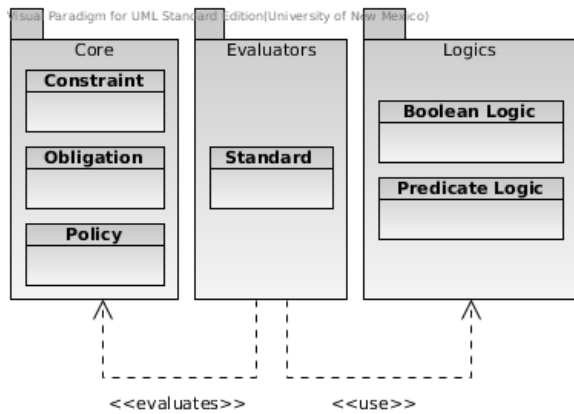 Visual Paradigm for UML Standard Edition(University of New Mexico)
Core
Constraint
Obligation
Policy
Evaluators
Standard
Logics
Boolean Logic
Predicate Logic
<<evaluates>>
<<use>>